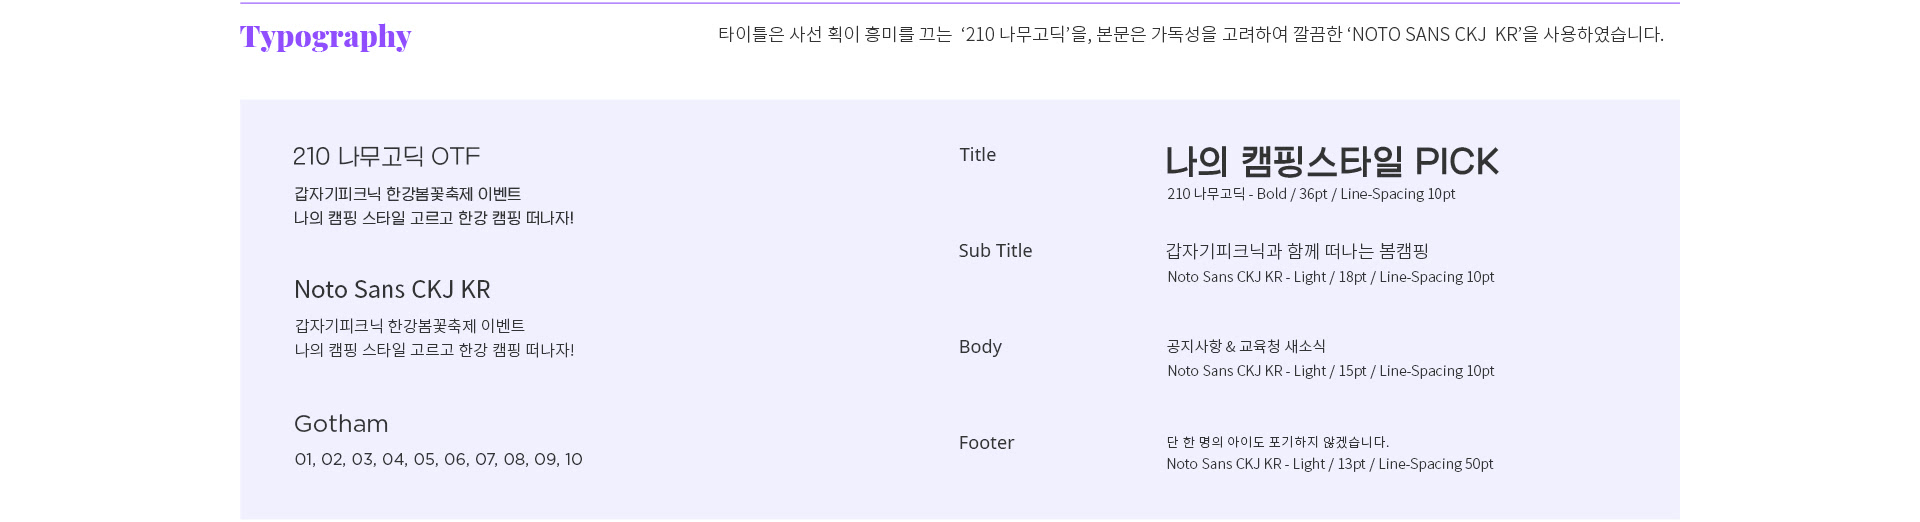 Typography
타이틀은 사선 획이 흥미를 끄는 ‘210 나무고딕’을, 본문은 가독성을 고려하여 깔끔한 ‘NOTO SANS CKJ KR’을 사용하였습니다.
210 나무고딕 OTF
갑자기피크닉 한강봄꽃축제 이벤트
나의 캠핑 스타일 고르고 한강 캠핑 떠나자!
Noto Sans CKJ KR
갑자기피크닉 한강봄꽃축제 이벤트
나의 캠핑 스타일 고르고 한강 캠핑 떠나자!
Gotham
01, 02, 03, 04, 05, 06, 07, 08, 09, 10
Title
나의 캠핑스타일 PICK
210 나무고딕 - Bold / 36pt / Line-Spacing 10pt
Sub Title
갑자기피크닉과 함께 떠나는 봄캠핑
Noto Sans CKJ KR - Light / 18pt / Line-Spacing 10pt
Body
공지사항 & 교육청 새소식
Noto Sans CKJ KR - Light / 15pt / Line-Spacing 10pt
Footer
단 한 명의 아이도 포기하지 않겠습니다.
Noto Sans CKJ KR - Light / 13pt / Line-Spacing 50pt